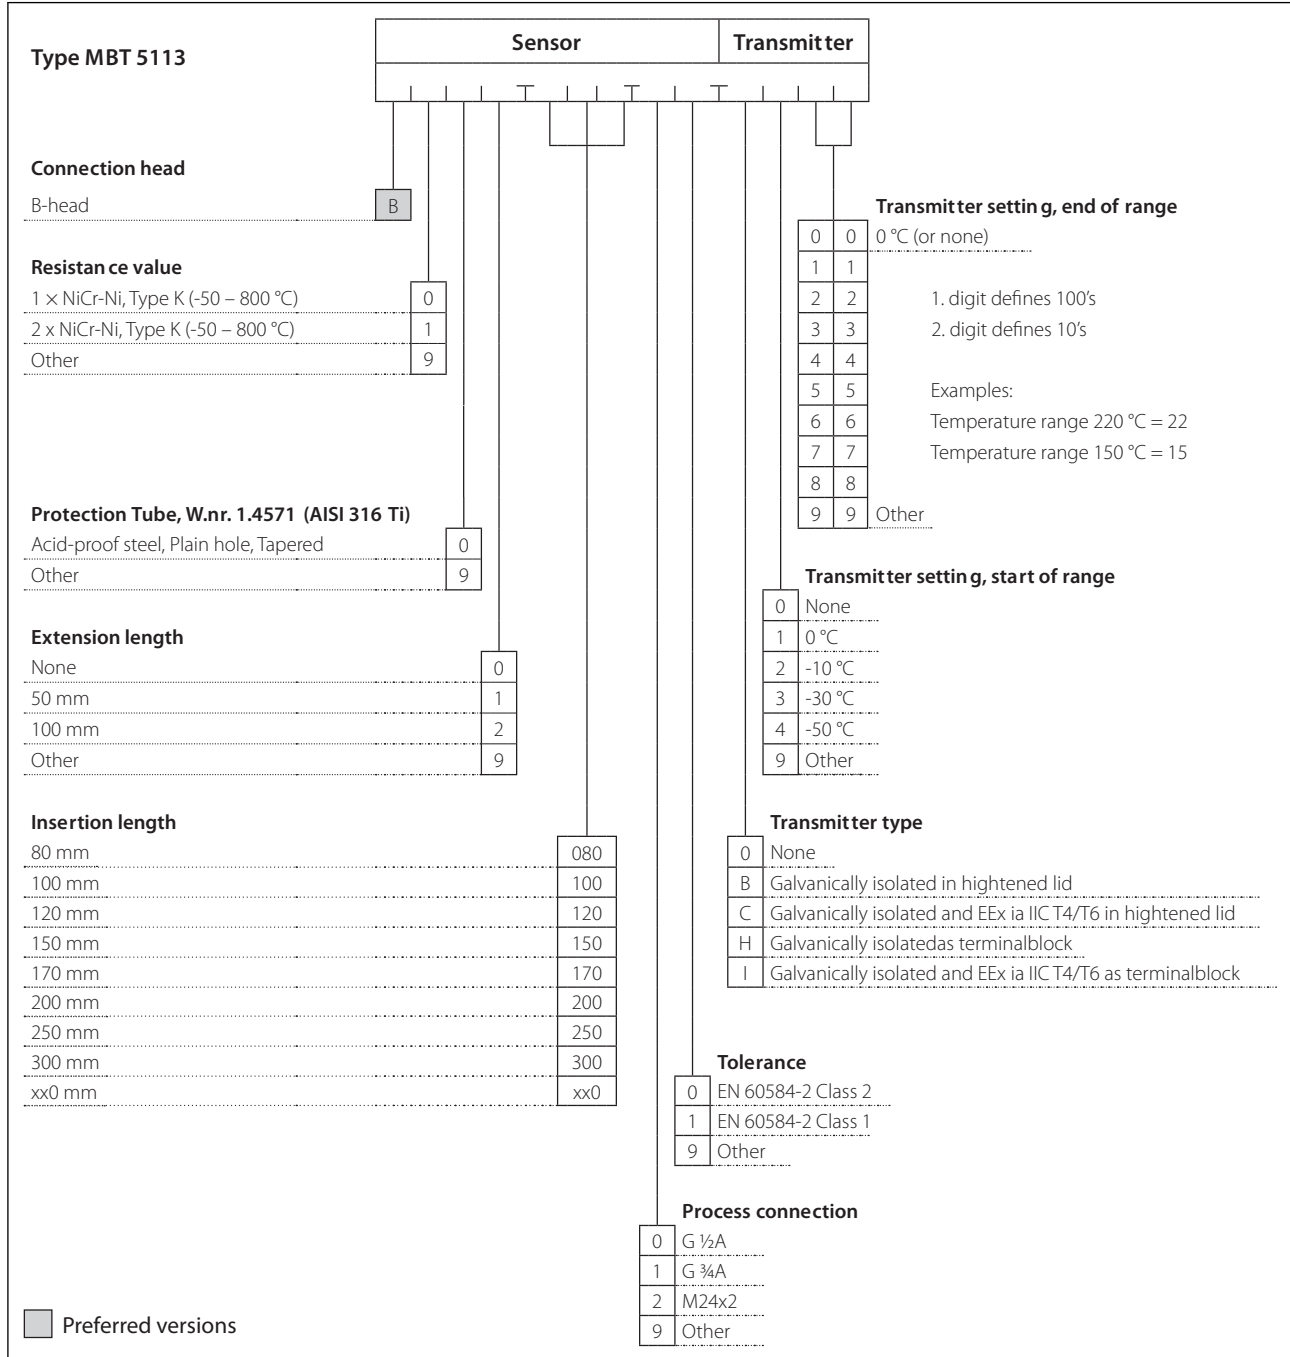 Type MBT 5113
Sensor
Transmitter
Connection head
B-head B
Resistance value
1 × NiCr-Ni, Type K (-50 – 800 °C) 0
2 x NiCr-Ni, Type K (-50 – 800 °C) 1
Other 9
Protection Tube, W.nr. 1.4571 (AISI 316 Ti)
Acid-proof steel, Plain hole, Tapered 0
Other 9
Extension length
None 0
50 mm 1
100 mm 2
Other 9
Insertion length
80 mm 080
100 mm 100
120 mm 120
150 mm 150
170 mm 170
200 mm 200
250 mm 250
300 mm 300
xx0 mm xx0
Transmitter setting, end of range
0 0 0 °C (or none)
1 1
2 2 1. digit defines 100's
3 3 2. digit defines 10's
4 4
5 5 Examples:
6 6 Temperature range 220 °C = 22
7 7 Temperature range 150 °C = 15
8 8
9 9 Other
Transmitter setting, start of range
0 None
1 0 °C
2 -10 °C
3 -30 °C
4 -50 °C
9 Other
Transmitter type
0 None
B Galvanically isolated in hightened lid
C Galvanically isolated and EEx ia IIC T4/T6 in hightened lid
H Galvanically isolatedas terminalblock
I Galvanically isolated and EEx ia IIC T4/T6 as terminalblock
Tolerance
0 EN 60584-2 Class 2
1 EN 60584-2 Class 1
9 Other
Process connection
0 G ½A
1 G ¾A
2 M24x2
9 Other
Preferred versions